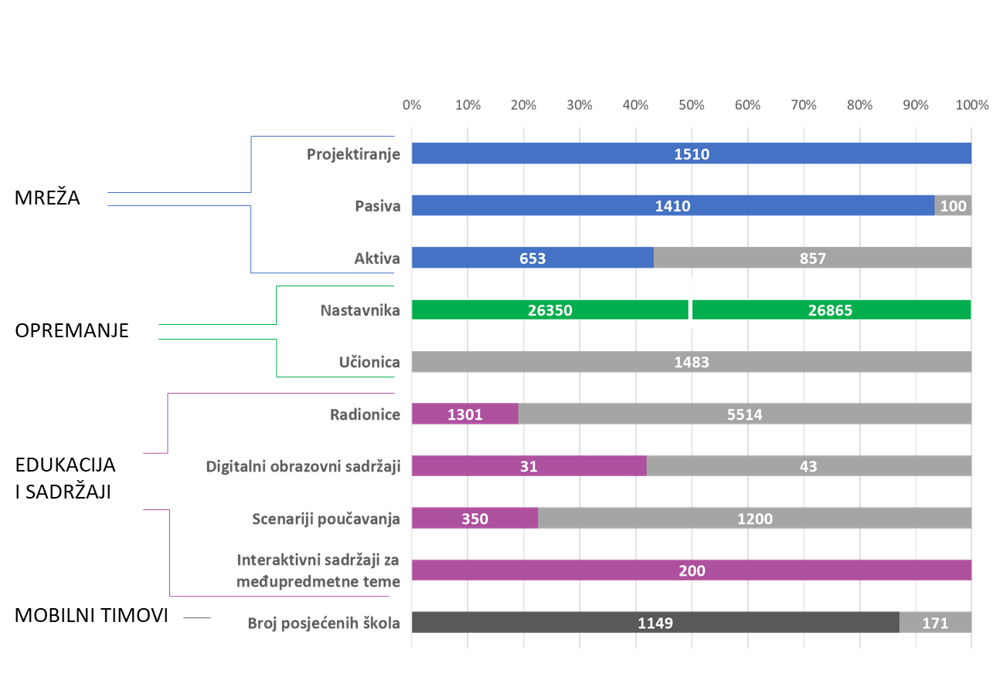 0% 10% 20% 30% 40% 50% 60% 70% 80% 90% 100%
MREŽA
Projektiranje 1510
Pasiva 1410 100
Aktiva 653 857
OPREMANJE
Nastavnika 26350 26865
Učionica 1483
EDUKACIJA
I SADRŽAJI
Radionice 1301 5514
Digitalni obrazovni sadržaji 31 43
Scenariji poučavanja 350 1200
Interaktivni sadržaji za
međupredmetne teme 200
MOBILNI TIMOVI
Broj posjećenih škola 1149 171